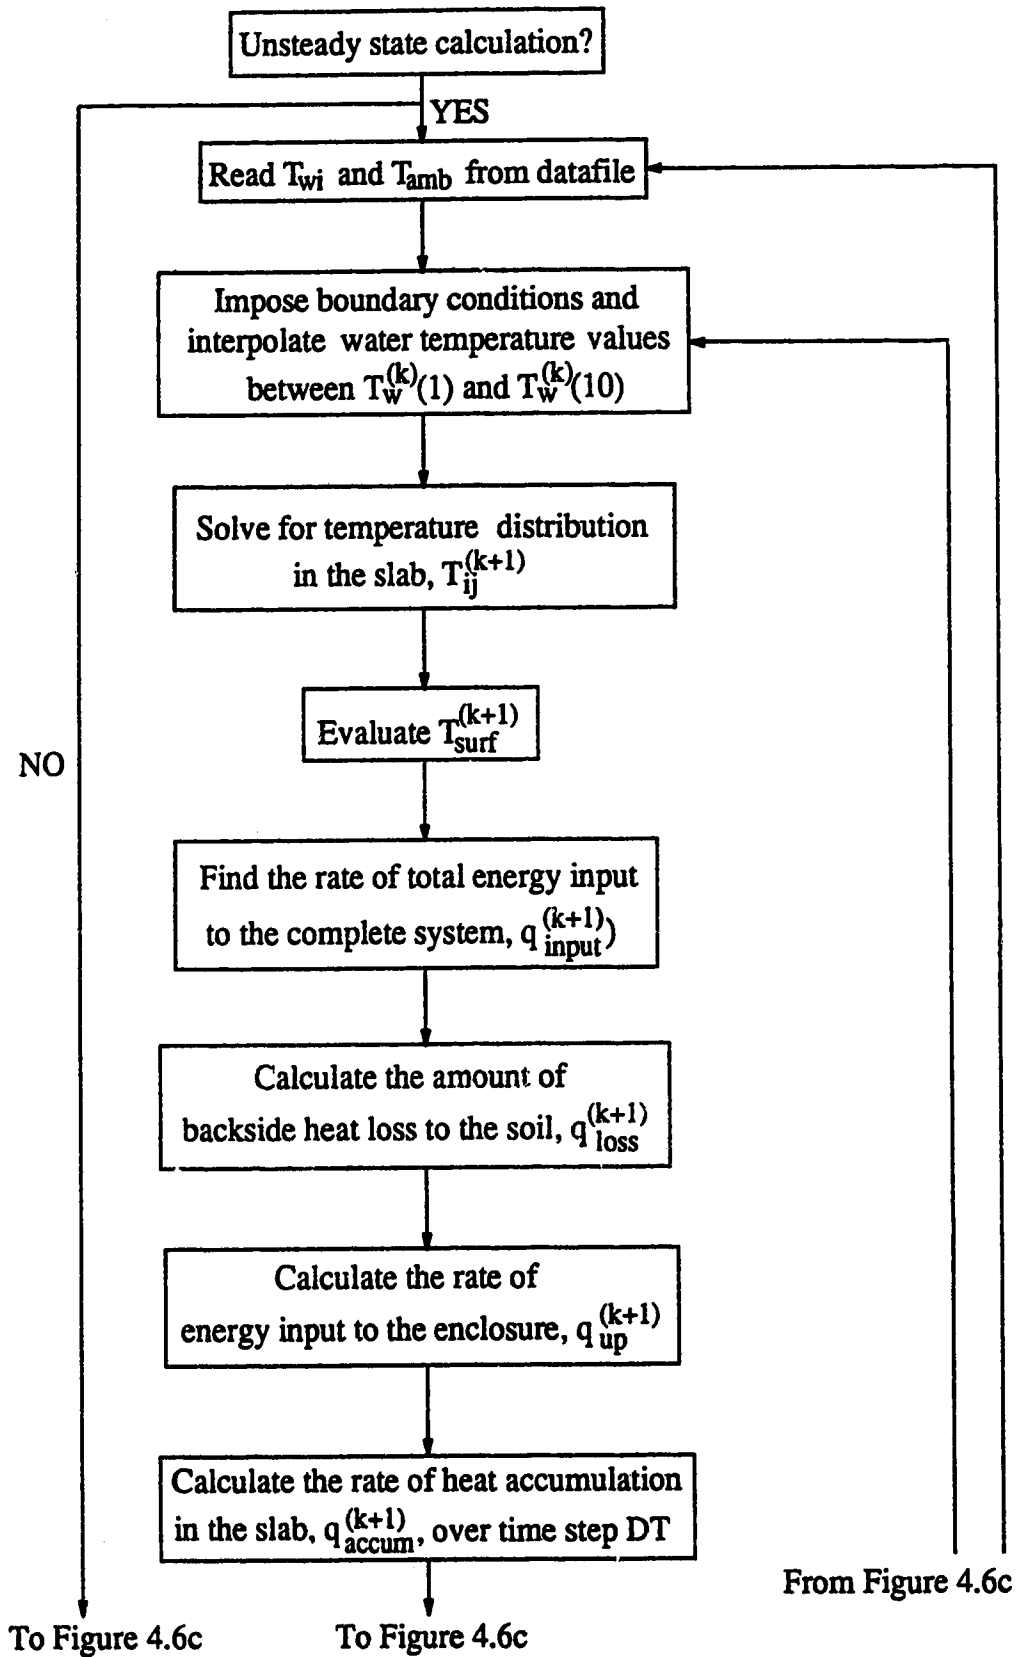 Unsteady state calculation?
YES
Read T_wi and T_amb from datafile
Impose boundary conditions and
interpolate water temperature values
between T_w^(k)(1) and T_w^(k)(10)
Solve for temperature distribution
in the slab, T_ij^(k+1)
Evaluate T_surf^(k+1)
NO
Find the rate of total energy input
to the complete system, q_input^(k+1))
Calculate the amount of
backside heat loss to the soil, q_loss^(k+1)
Calculate the rate of
energy input to the enclosure, q_up^(k+1)
Calculate the rate of heat accumulation
in the slab, q_accum^(k+1), over time step DT
From Figure 4.6c
To Figure 4.6c
To Figure 4.6c